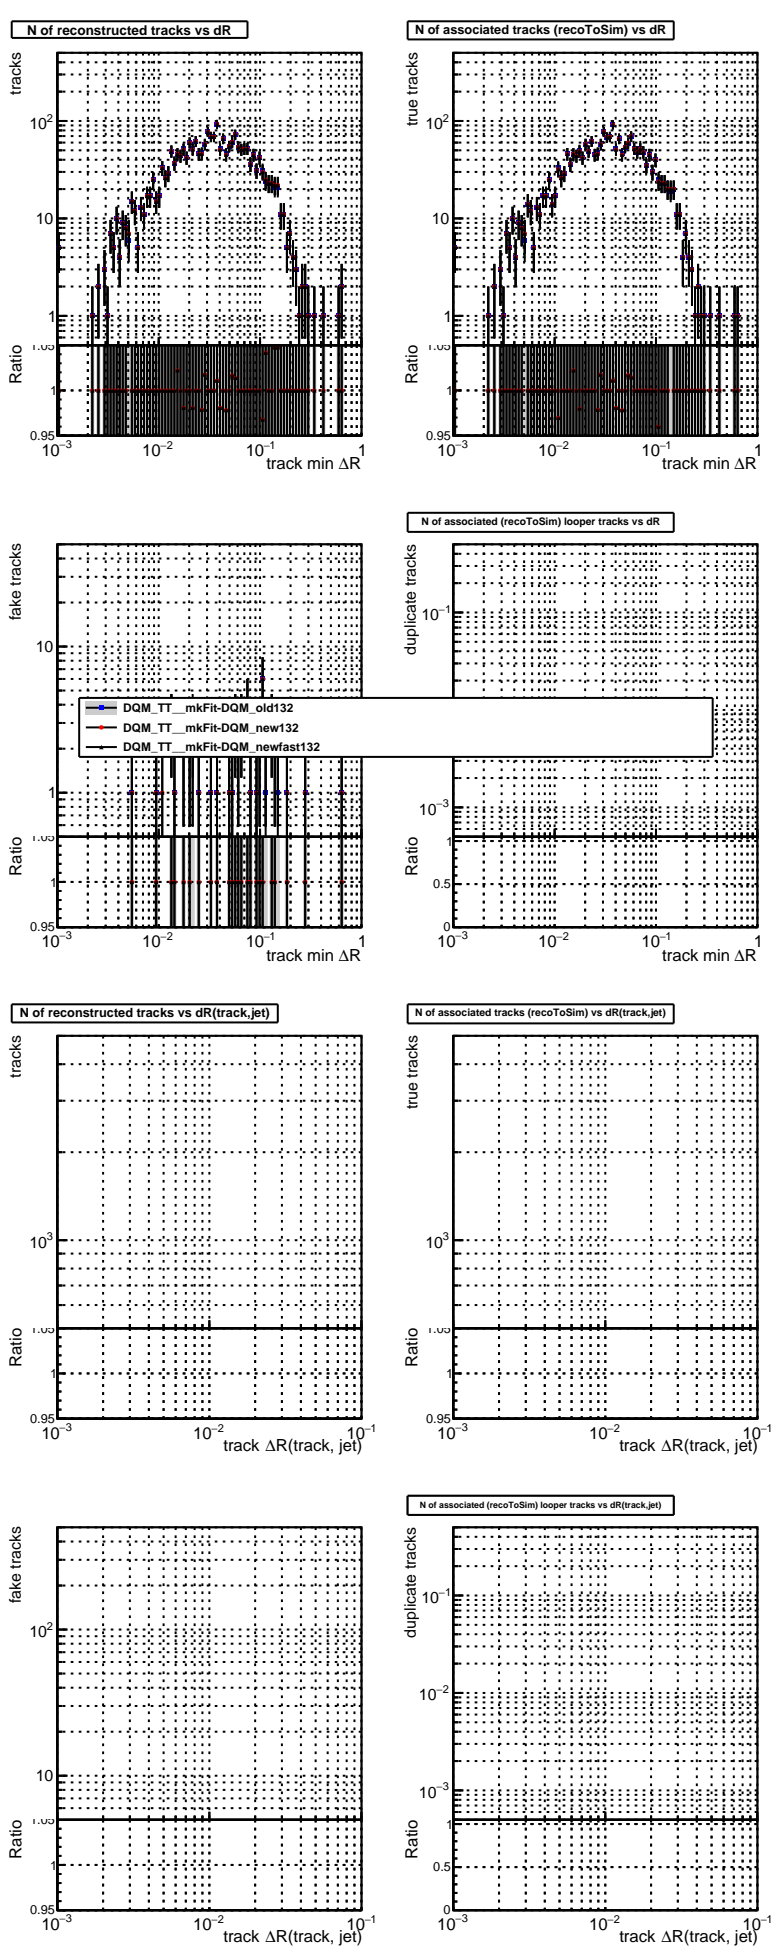 N of reconstructed tracks vs dR
tracks
10²
10
1
Ratio
1.05
1
0.95
10⁻³
10⁻²
10⁻¹
1
track min ΔR
N of associated tracks (recoToSim) vs dR
true tracks
10²
10
1
Ratio
1.05
1
0.95
10⁻³
10⁻²
10⁻¹
1
track min ΔR
fake tracks
10
1
Ratio
1.05
1
0.95
10⁻³
10⁻²
10⁻¹
1
track min ΔR
N of associated (recoToSim) looper tracks vs dR
duplicate tracks
10⁻¹
10⁻³
Ratio
1
0.5
0
10⁻³
10⁻²
10⁻¹
1
track min ΔR
DQM_TT__mkFit-DQM_old132
DQM_TT__mkFit-DQM_new132
DQM_TT__mkFit-DQM_newfast132
N of reconstructed tracks vs dR(track,jet)
tracks
10³
Ratio
1.05
1
0.95
10⁻³
10⁻²
10⁻¹
track ΔR(track, jet)
N of associated tracks (recoToSim) vs dR(track,jet)
true tracks
10³
Ratio
1.05
1
0.95
10⁻³
10⁻²
10⁻¹
track ΔR(track, jet)
fake tracks
10²
10
Ratio
1.05
1
0.95
10⁻³
10⁻²
10⁻¹
track ΔR(track, jet)
N of associated (recoToSim) looper tracks vs dR(track,jet)
duplicate tracks
10⁻¹
10⁻²
10⁻³
Ratio
1
0.5
0
10⁻³
10⁻²
10⁻¹
track ΔR(track, jet)